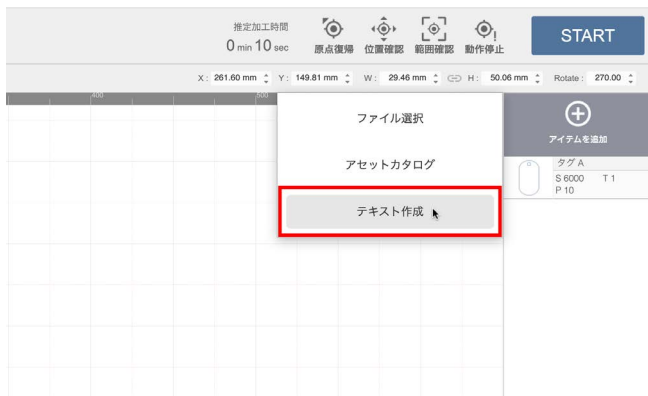 推定加工時間
0 min 10 sec
原点復帰 位置確認 範囲確認 動作停止
START
X : 261.60 mm Y : 149.81 mm W : 29.46 mm H : 50.06 mm Rotate : 270.00
400 500
ファイル選択
アセットカタログ
テキスト作成
アイテムを追加
タグ A
S 6000 T 1
P 10